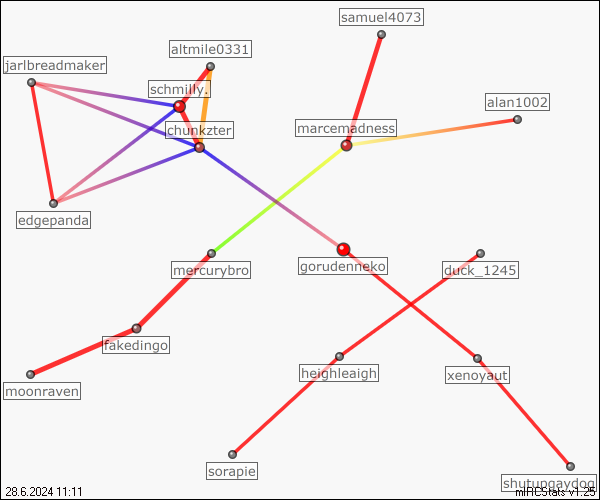 samuel4073
altmile0331
jarlbreadmaker
schmilly.
alan1002
chunkzter
marcemadness
edgepanda
mercurybro
gorudenneko
duck_1245
fakedingo
heighleaigh
xenoyaut
moonraven
sorapie
shutupgaydog
28.6.2024 11:11
mIRCStats v1.25